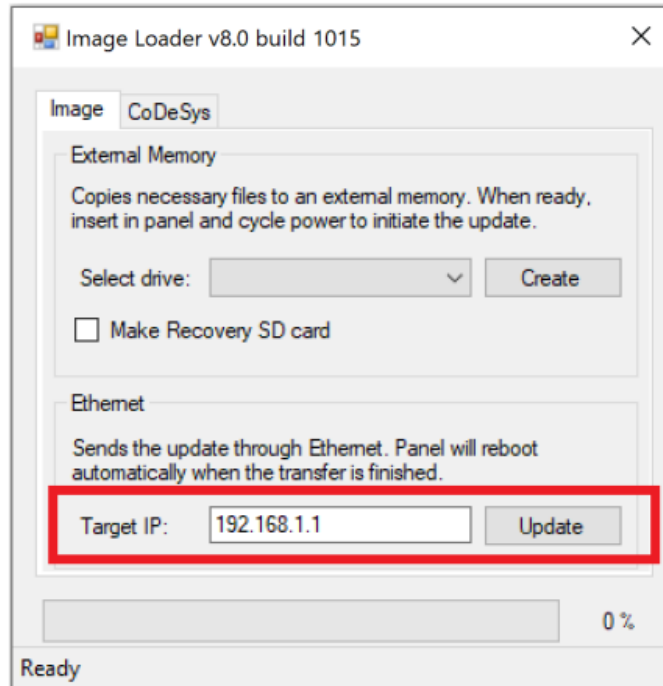 Image Loader v8.0 build 1015
Image
CoDeSys
External Memory
Copies necessary files to an external memory. When ready,
insert in panel and cycle power to initiate the update.
Select drive:
Create
Make Recovery SD card
Ethernet
Sends the update through Ethernet. Panel will reboot
automatically when the transfer is finished.
Target IP:
192.168.1.1
Update
0 %
Ready